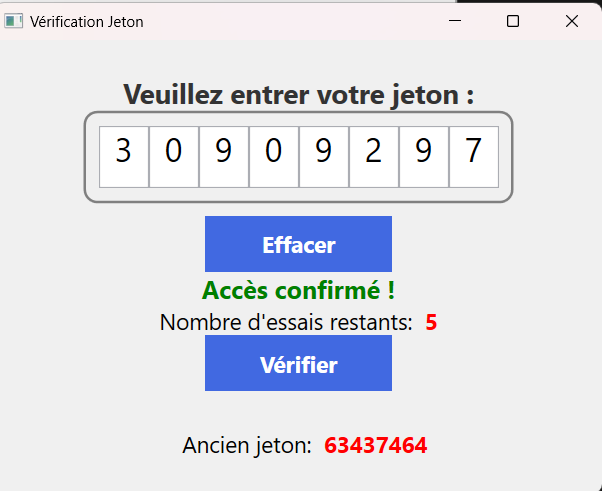 Vérification Jeton
Veuillez entrer votre jeton :
3 0 9 0 9 2 9 7
Effacer
Accès confirmé !
Nombre d'essais restants: 5
Vérifier
Ancien jeton: 63437464